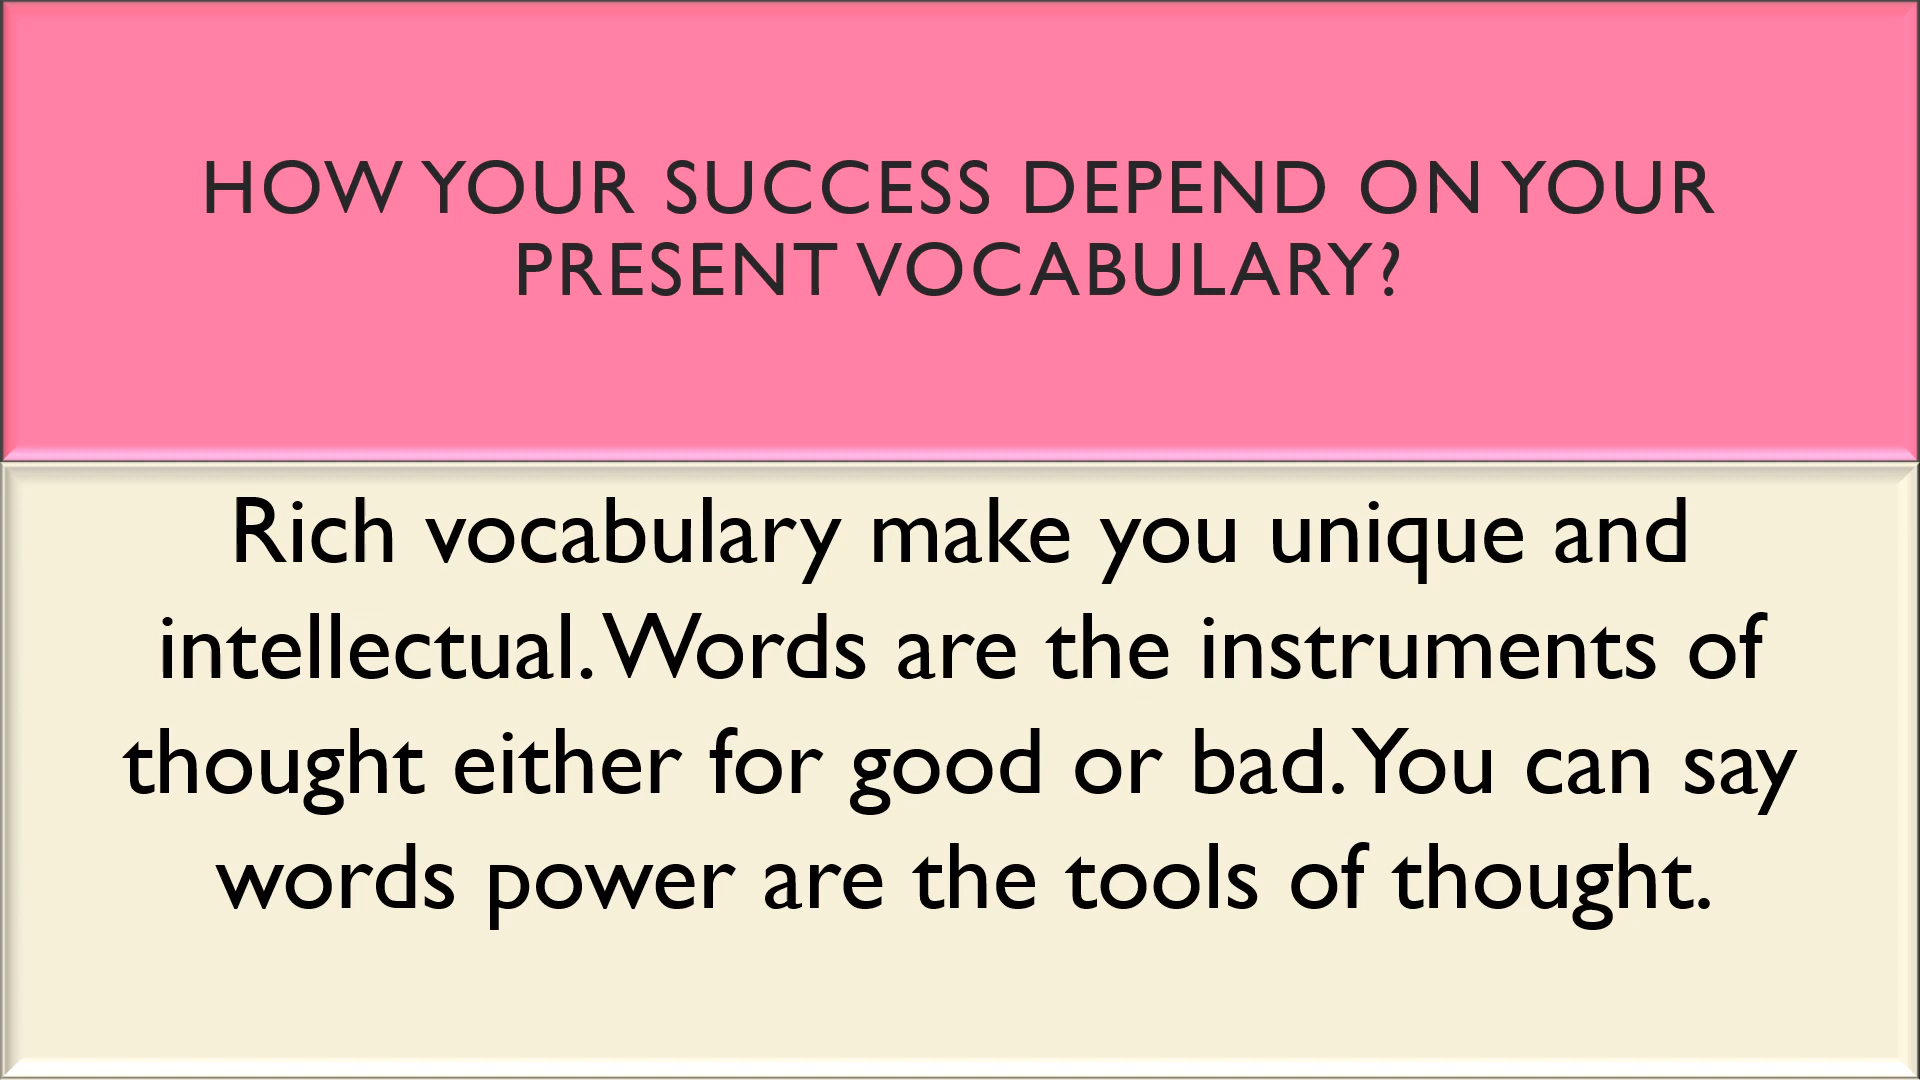 HOW YOUR SUCCESS DEPEND ON YOUR
PRESENT VOCABULARY?
Rich vocabulary make you unique and
intellectual. Words are the instruments of
thought either for good or bad. You can say
words power are the tools of thought.